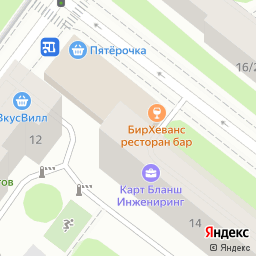 Пятёрочка
16/2
ВкусВилл
12
БирХеванс
ресторан бар
Карт Бланш
Инжениринг
14
Яндекс